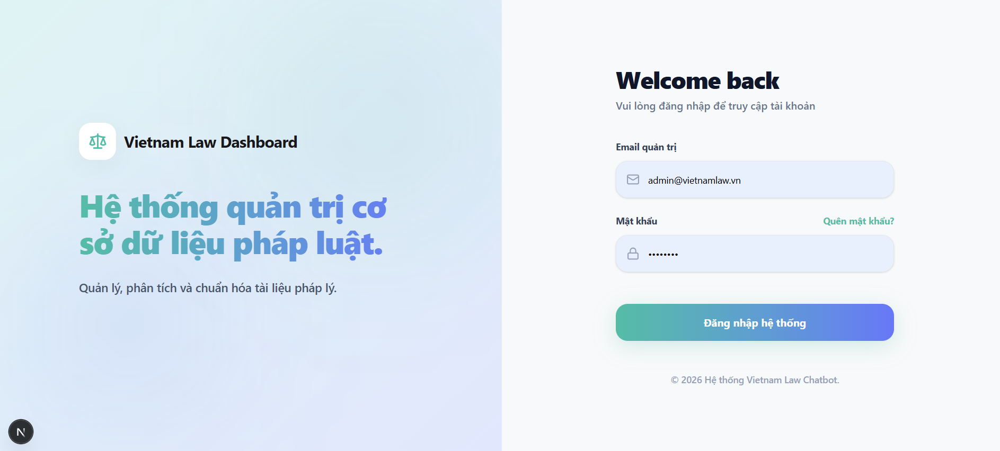 Vietnam Law Dashboard
Hệ thống quản trị cơ
sở dữ liệu pháp luật.
Quản lý, phân tích và chuẩn hóa tài liệu pháp lý.
N
Welcome back
Vui lòng đăng nhập để truy cập tài khoản
Email quản trị
admin@vietnamlaw.vn
Mật khẩu
Quên mật khẩu?
••••••••
Đăng nhập hệ thống
© 2026 Hệ thống Vietnam Law Chatbot.